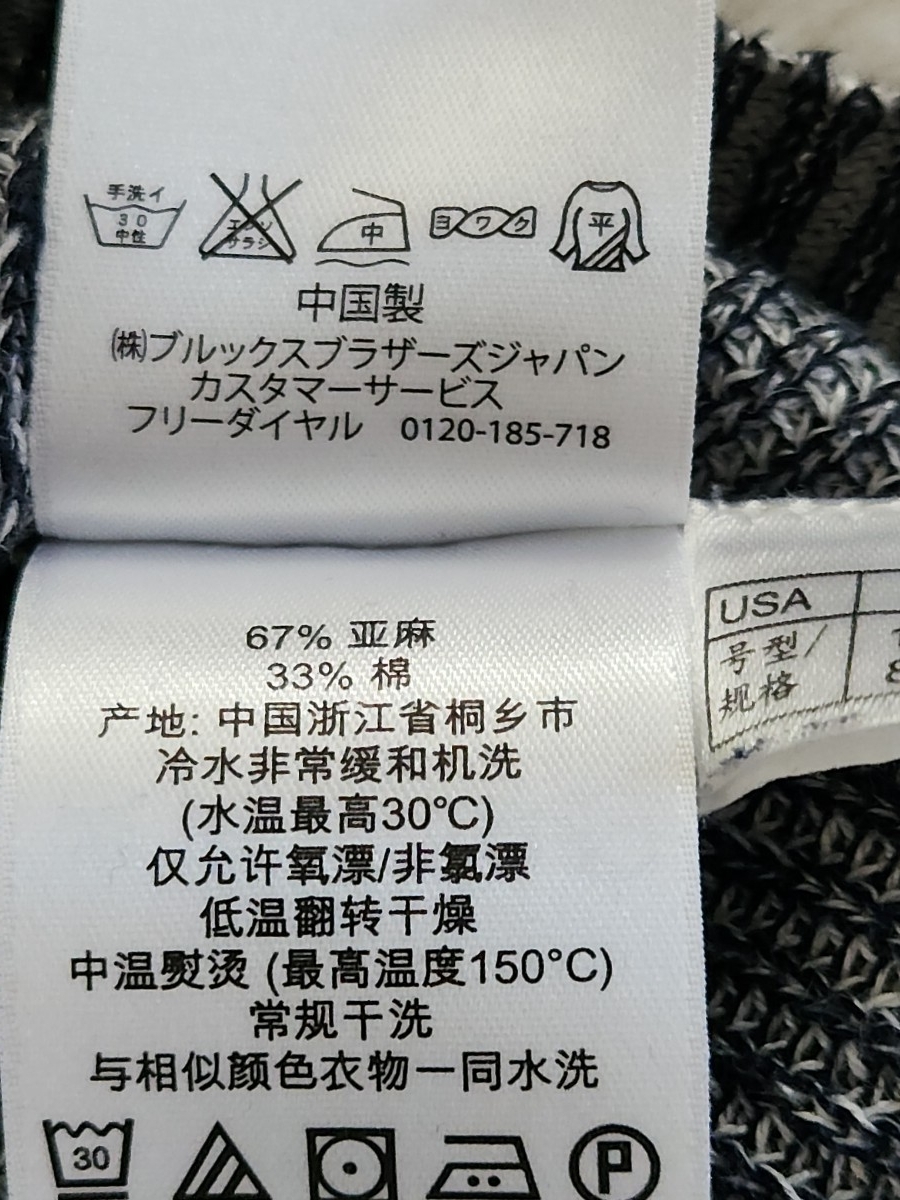 手洗イ
30
中性
エンソ
サラシ
中
ヨワク
平
中国製
㈱ブルックスブラザーズジャパン
カスタマーサービス
フリーダイヤル 0120-185-718
USA
号型/
规格
67% 亚麻
33% 棉
产地: 中国浙江省桐乡市
冷水非常缓和机洗
(水温最高30°C)
仅允许氧漂/非氯漂
低温翻转干燥
中温熨烫 (最高温度150°C)
常规干洗
与相似颜色衣物一同水洗
30
P